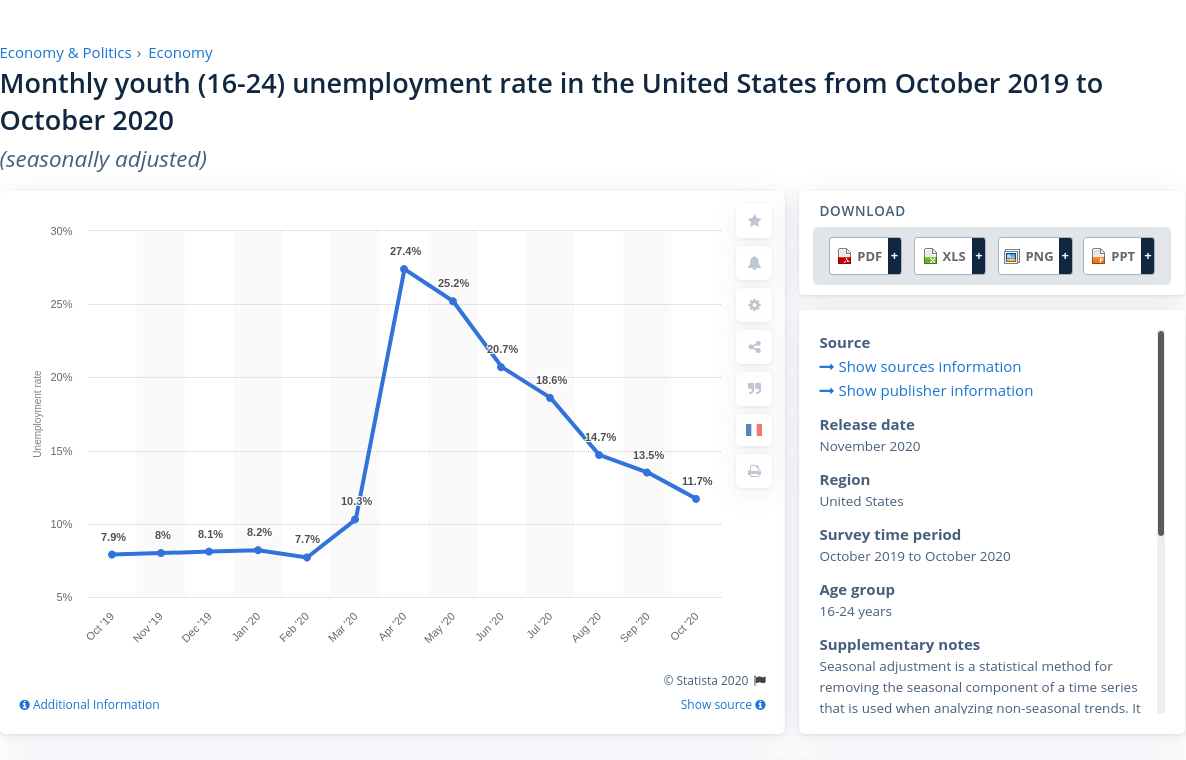 Economy & Politics › Economy
Monthly youth (16-24) unemployment rate in the United States from October 2019 to
October 2020
(seasonally adjusted)
30%
25%
20%
15%
10%
5%
Unemployment rate
7.9%
8%
8.1%
8.2%
7.7%
10.3%
27.4%
25.2%
20.7%
18.6%
14.7%
13.5%
11.7%
Oct '19
Nov '19
Dec '19
Jan '20
Feb '20
Mar '20
Apr '20
May '20
Jun '20
Jul '20
Aug '20
Sep '20
Oct '20
© Statista 2020
Additional Information
Show source
DOWNLOAD
PDF + XLS + PNG + PPT +
Source
Show sources information
Show publisher information
Release date
November 2020
Region
United States
Survey time period
October 2019 to October 2020
Age group
16-24 years
Supplementary notes
Seasonal adjustment is a statistical method for
removing the seasonal component of a time series
that is used when analyzing non-seasonal trends. It